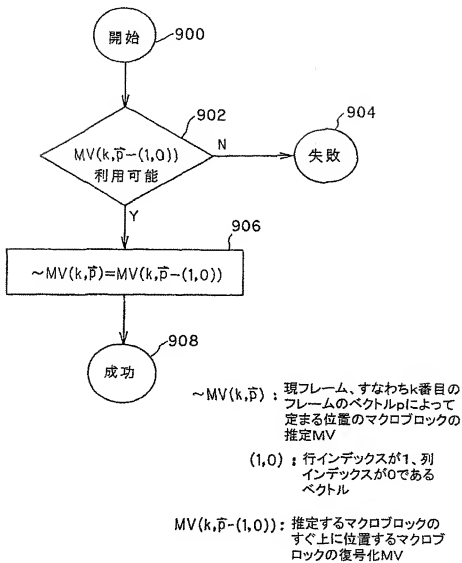 開始
900
902
MV(k,p⃗−(1,0))
利用可能
N
904
失敗
Y
906
~MV(k,p⃗)=MV(k,p⃗−(1,0))
908
成功
~MV(k,p⃗) : 現フレーム、すなわちk番目の
フレームのベクトルpによって
定まる位置のマクロブロックの
推定MV
(1,0) : 行インデックスが1、列
インデックスが0である
ベクトル
MV(k,p⃗−(1,0)) : 推定するマクロブロックの
すぐ上に位置するマクロブ
ロックの復号化MV